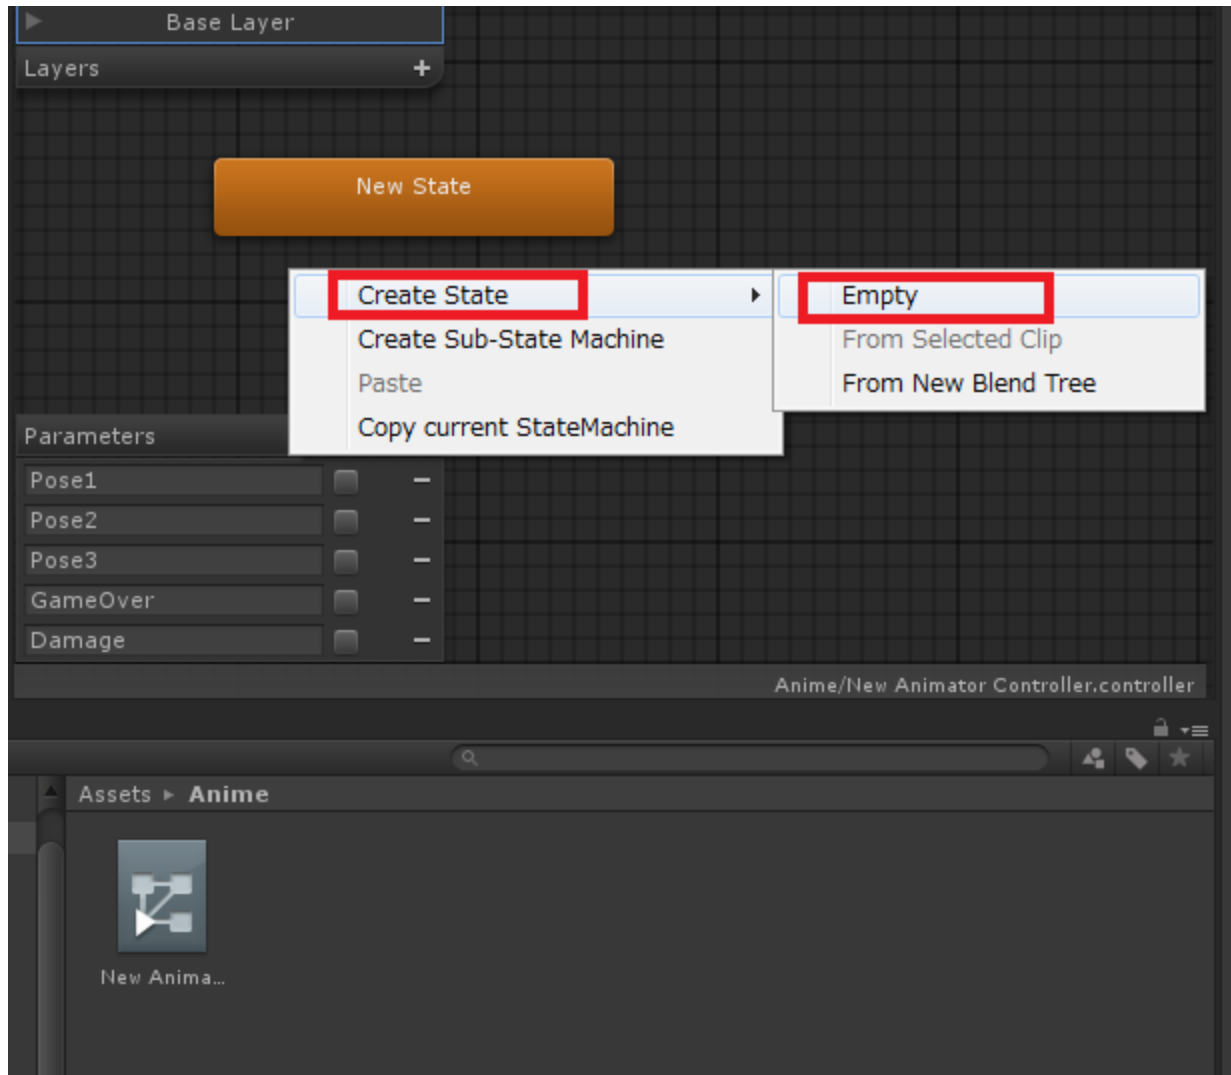 Base Layer
Layers
New State
Create State
Empty
Create Sub-State Machine
From Selected Clip
Paste
From New Blend Tree
Copy current StateMachine
Parameters
Pose1
Pose2
Pose3
GameOver
Damage
Anime/New Animator Controller.controller
Assets ▸ Anime
New Anima...